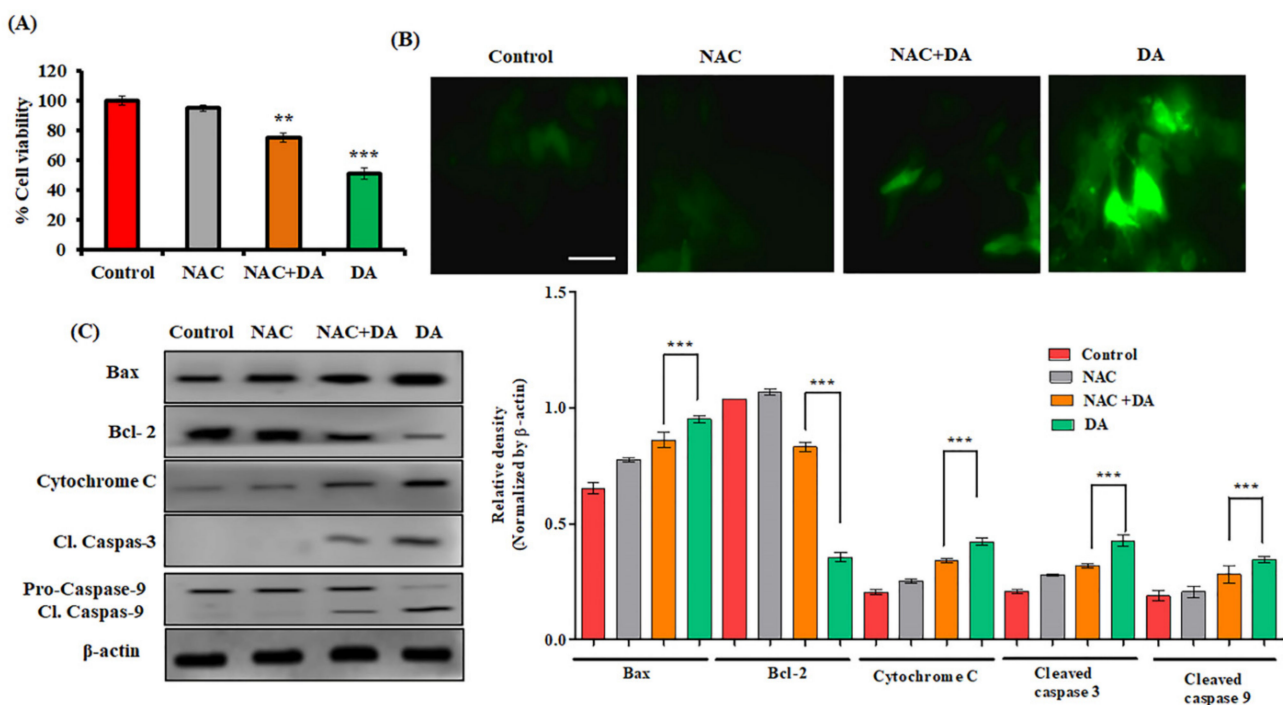 (A)
120
100
80
60
40
20
0
% Cell viability
**
***
Control NAC NAC+DA DA
(B)
Control NAC NAC+DA DA
(C)
Control NAC NAC+DA DA
Bax
Bcl- 2
Cytochrome C
Cl. Caspas-3
Pro-Caspase-9
Cl. Caspas-9
β-actin
Relative density
(Normalized by β-actin)
1.5
1.0
0.5
0.0
***
***
***
***
***
Control
NAC
NAC +DA
DA
Bax
Bcl-2
Cytochrome C
Cleaved
caspase 3
Cleaved
caspase 9